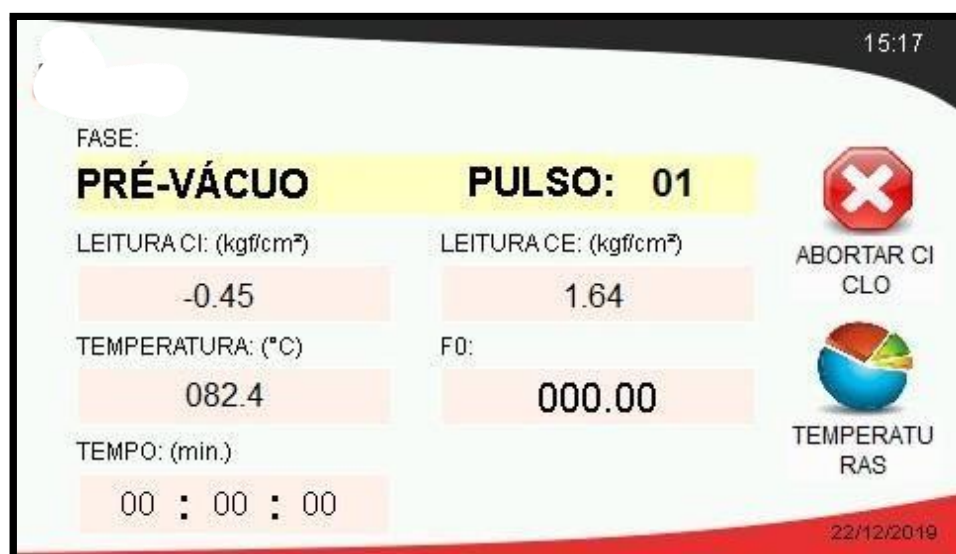 15:17
FASE:
PRÉ-VÁCUO PULSO: 01
LEITURA CI: (kgf/cm²) LEITURA CE: (kgf/cm²)
-0.45 1.64
TEMPERATURA: (°C) F0:
082.4 000.00
TEMPO: (min.)
00 : 00 : 00
ABORTAR CI
CLO
TEMPERATU
RAS
22/12/2019